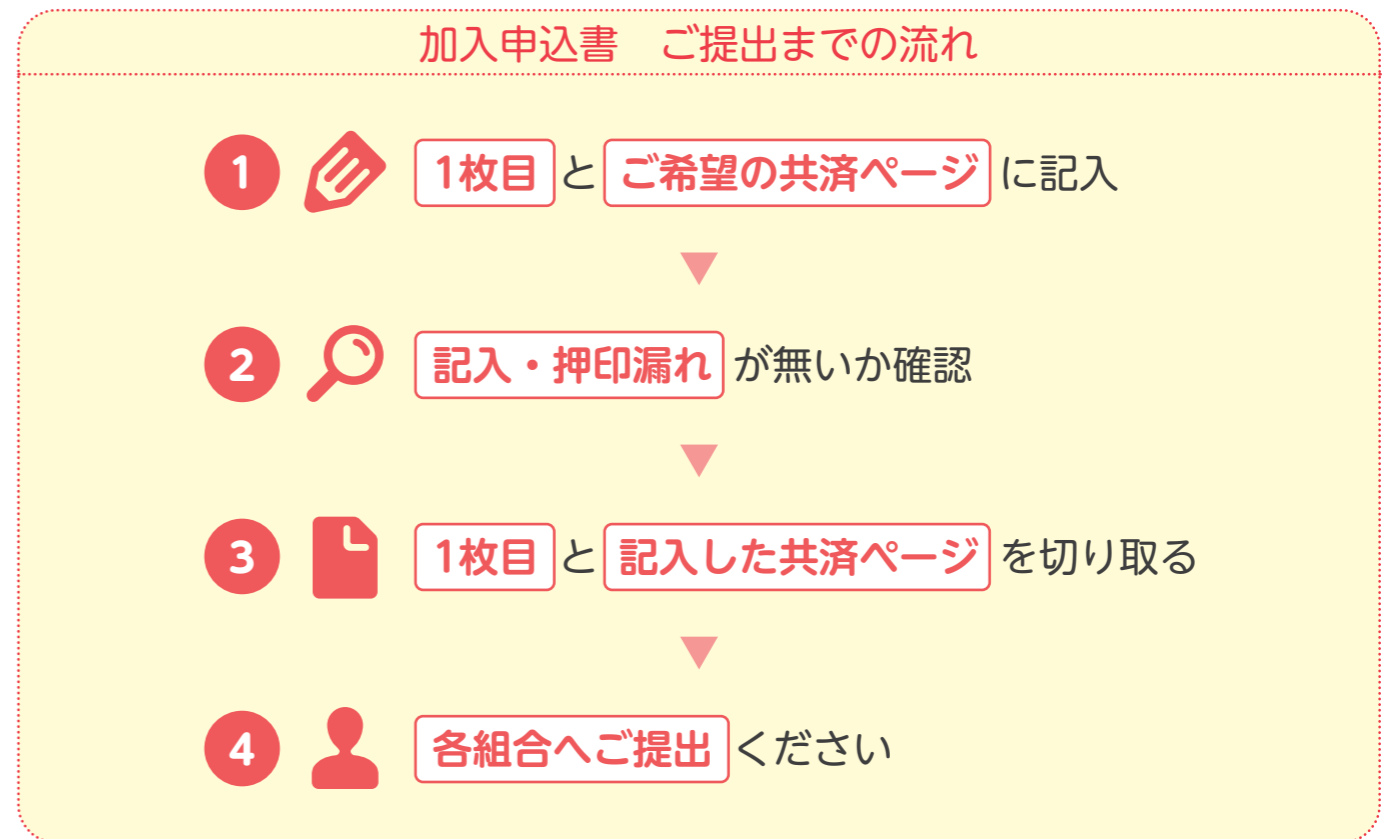 加入申込書　ご提出までの流れ
1 1枚目 と ご希望の共済ページ に記入
2 記入・押印漏れ が無いか確認
3 1枚目 と 記入した共済ページ を切り取る
4 各組合へご提出 ください